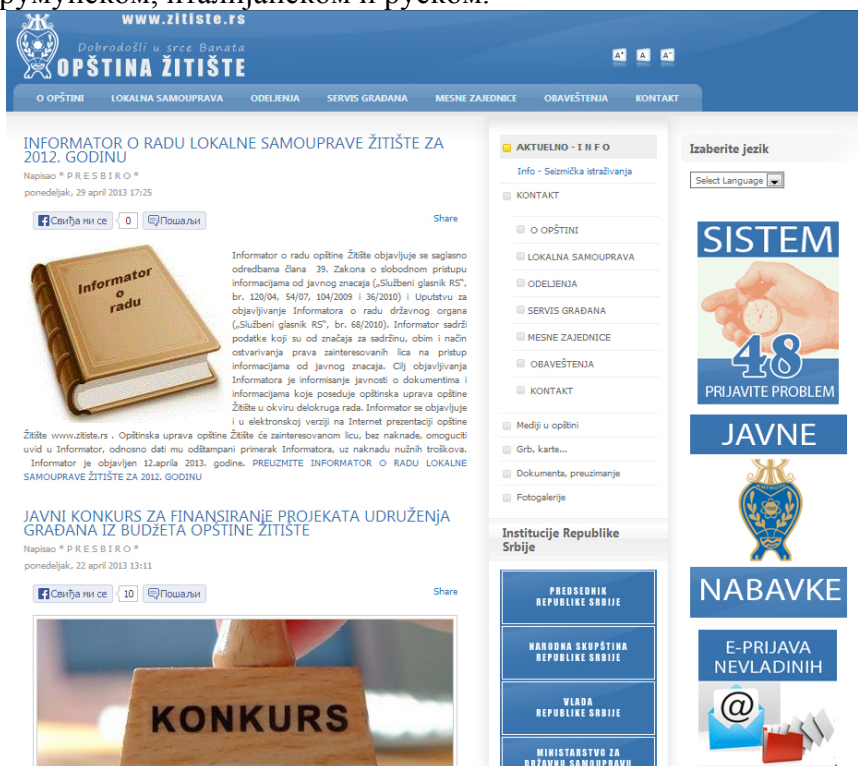 румунском, италијанском и руском.
www.zitiste.rs
Dobrodošli u srce Banata
OPŠTINA ŽITIŠTE
A+ A A-
O OPŠTINI LOKALNA SAMOUPRAVA ODELJENJA SERVIS GRAĐANA MESNE ZAJEDNICE OBAVEŠTENJA KONTAKT
INFORMATOR O RADU LOKALNE SAMOUPRAVE ŽITIŠTE ZA
2012. GODINU
Napisao * P R E S B I R O *
ponedeljak, 29 april 2013 17:25
Свиђа ми се 0 Пошаљи
Share
Informator
o
radu
Informator o radu opštine Žitište objavljuje se saglasno
odredbama člana 39. Zakona o slobodnom pristupu
informacijama od javnog znacaja („Službeni glasnik RS",
br. 120/04, 54/07, 104/2009 i 36/2010) i Uputstvu za
objavljivanje Informatora o radu državnog organa
(„Službeni glasnik RS", br. 68/2010). Informator sadrži
podatke koji su od značaja za sadržinu, obim i način
ostvarivanja prava zainteresovanih lica na pristup
informacijama od javnog znacaja. Cilj objavljivanja
Informatora je informisanje javnosti o dokumentima i
informacijama koje poseduje opštinska uprava opštine
Žitište u okviru delokruga rada. Informator se objavljuje
i u elektronskoj verziji na Internet prezentaciji opštine
Žitište www.zitiste.rs . Opštinska uprava opštine Žitište će zainteresovanom licu, bez naknade, omogućiti
uvid u Informator, odnosno dati mu odštampani primerak Informatora, uz naknadu nužnih troškova.
Informator je objavljen 12.aprila 2013. godine. PREUZMITE INFORMATOR O RADU LOKALNE
SAMOUPRAVE ŽITIŠTE ZA 2012. GODINU
JAVNI KONKURS ZA FINANSIRANjE PROJEKATA UDRUŽENjA
GRAĐANA IZ BUDžETA OPŠTINE ŽITIŠTE
Napisao * P R E S B I R O *
ponedeljak, 22 april 2013 13:11
Свиђа ми се 10 Пошаљи
Share
KONKURS
AKTUELNO - I N F O
Info - Seizmička istraživanja
KONTAKT
O OPŠTINI
LOKALNA SAMOUPRAVA
ODELJENJA
SERVIS GRAĐANA
MESNE ZAJEDNICE
OBAVEŠTENJA
KONTAKT
Mediji u opštini
Grb, karte...
Dokumenta, preuzimanje
Fotogalerije
Institucije Republike
Srbije
PREDSEDNIK
REPUBLIKE SRBIJE
NARODNA SKUPŠTINA
REPUBLIKE SRBIJE
VLADA
REPUBLIKE SRBIJE
MINISTARSTVO ZA
DRŽAVNU SAMOUPRAVU
Izaberite jezik
Select Language
SISTEM
48
PRIJAVITE PROBLEM
JAVNE
NABAVKE
E-PRIJAVA
NEVLADINIH
@